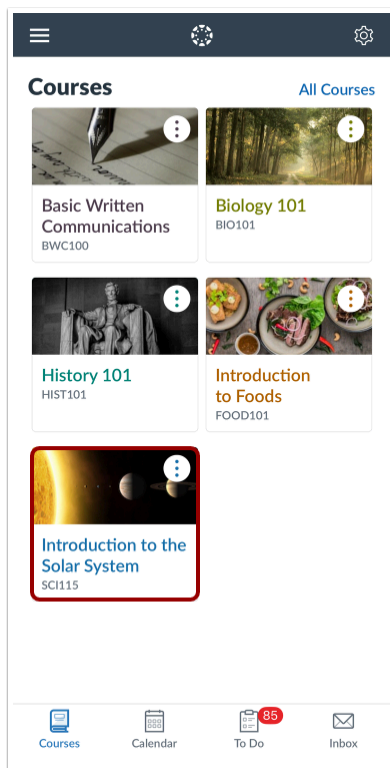 Courses
All Courses
Basic Written
Communications
BWC100
Biology 101
BIO101
History 101
HIST101
Introduction
to Foods
FOOD101
Introduction to the
Solar System
SCI115
85
Courses
Calendar
To Do
Inbox